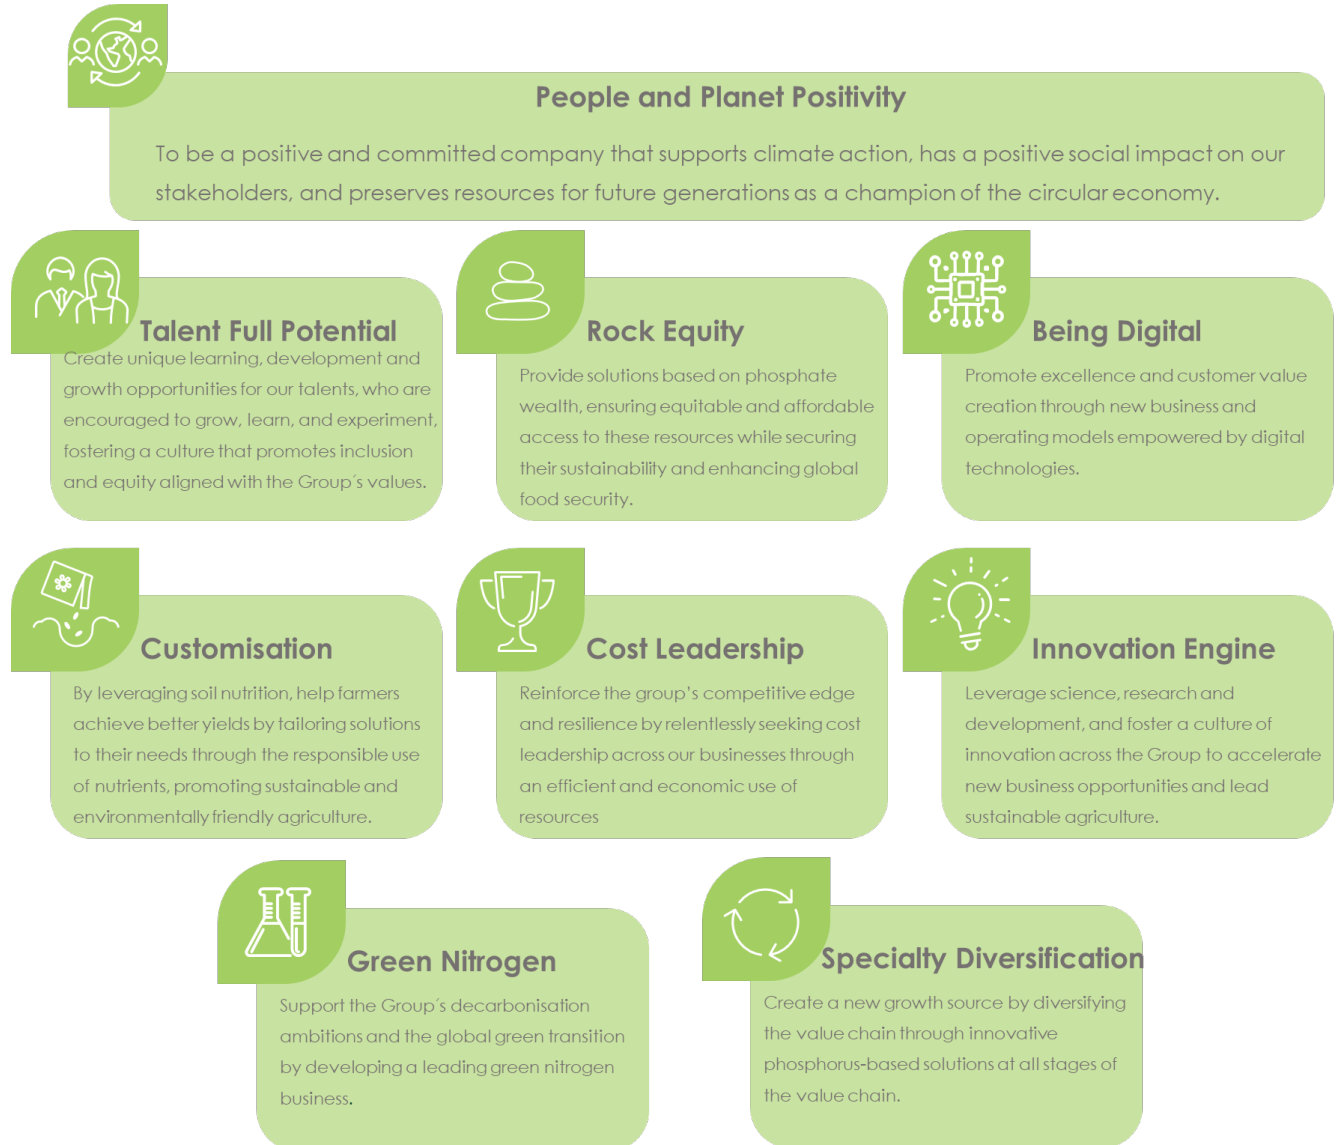 People and Planet Positivity
To be a positive and committed company that supports climate action, has a positive social impact on our
stakeholders, and preserves resources for future generations as a champion of the circular economy.
Talent Full Potential
Create unique learning, development and
growth opportunities for our talents, who are
encouraged to grow, learn, and experiment,
fostering a culture that promotes inclusion
and equity aligned with the Group´s values.
Rock Equity
Provide solutions based on phosphate
wealth, ensuring equitable and affordable
access to these resources while securing
their sustainability and enhancing global
food security.
Being Digital
Promote excellence and customer value
creation through new business and
operating models empowered by digital
technologies.
Customisation
By leveraging soil nutrition, help farmers
achieve better yields by tailoring solutions
to their needs through the responsible use
of nutrients, promoting sustainable and
environmentally friendly agriculture.
Cost Leadership
Reinforce the group’s competitive edge
and resilience by relentlessly seeking cost
leadership across our businesses through
an efficient and economic use of
resources
Innovation Engine
Leverage science, research and
development, and foster a culture of
innovation across the Group to accelerate
new business opportunities and lead
sustainable agriculture.
Green Nitrogen
Support the Group´s decarbonisation
ambitions and the global green transition
by developing a leading green nitrogen
business.
Specialty Diversification
Create a new growth source by diversifying
the value chain through innovative
phosphorus-based solutions at all stages of
the value chain.